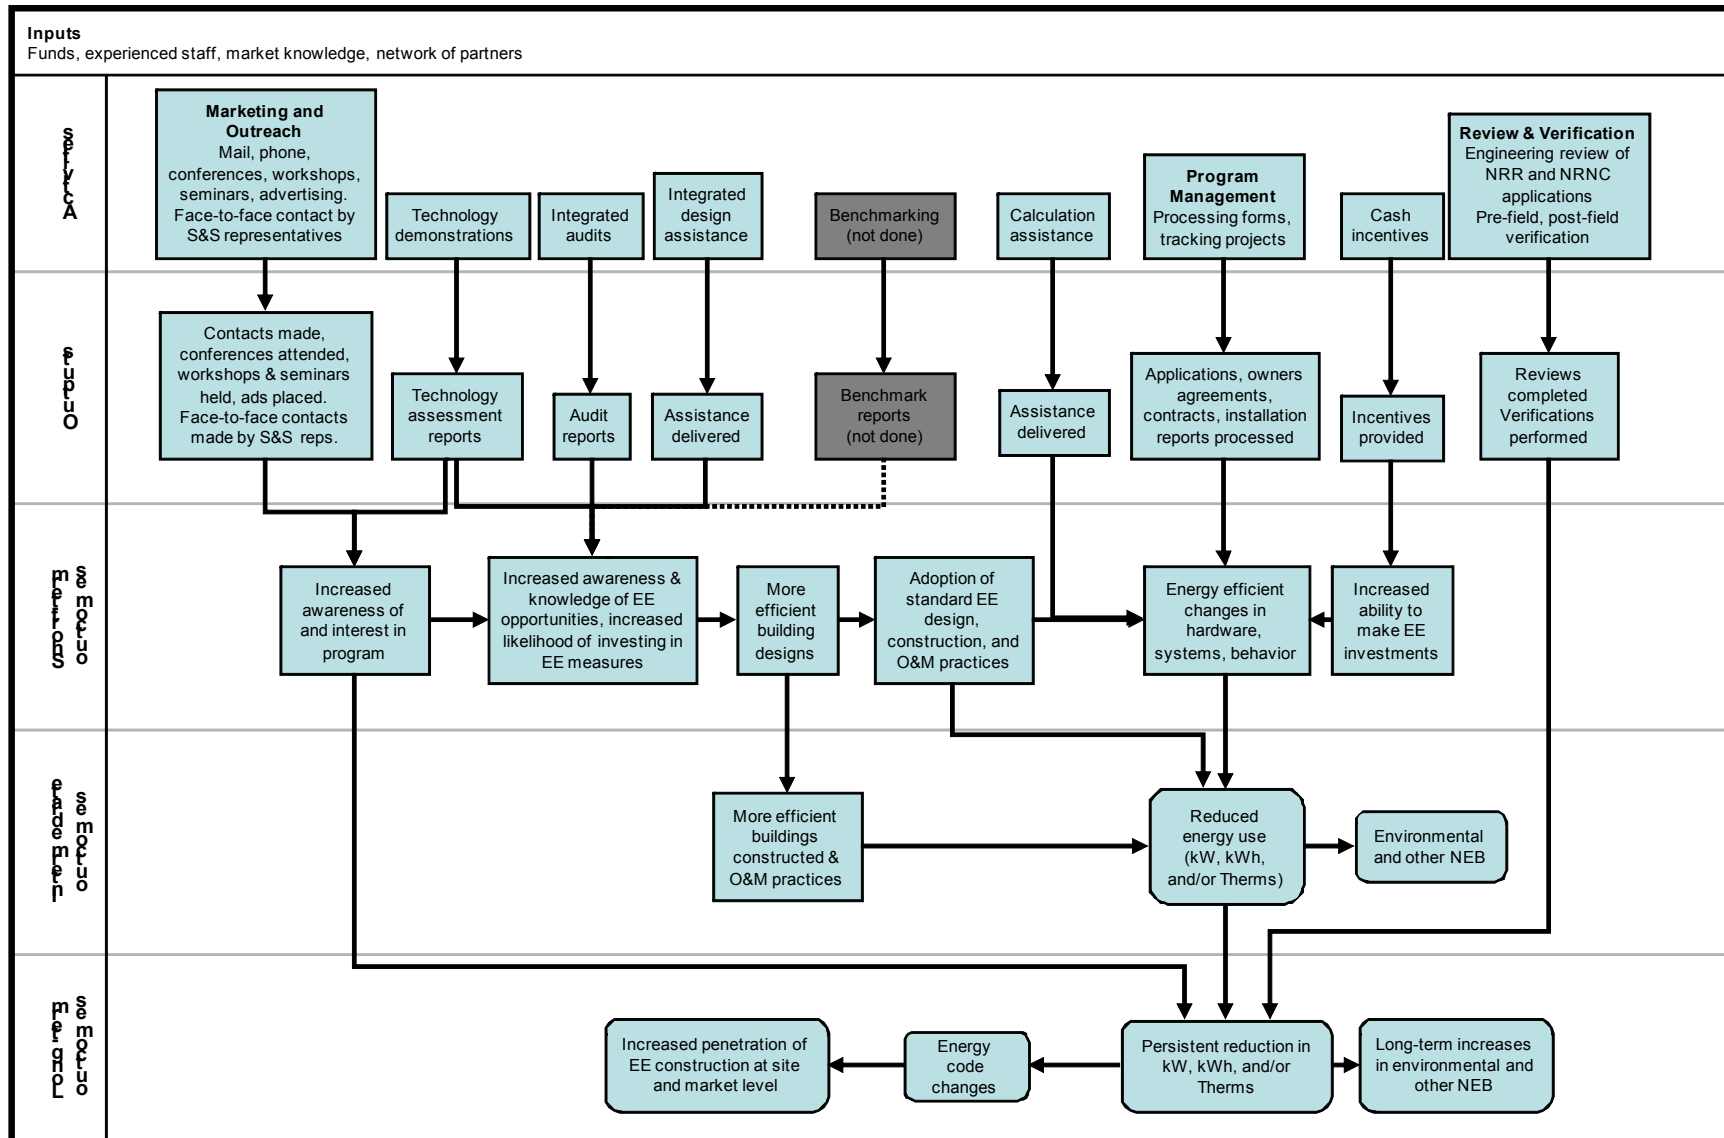 Inputs
Funds, experienced staff, market knowledge, network of partners
Activities
Marketing and
Outreach
Mail, phone,
conferences, workshops,
seminars, advertising.
Face-to-face contact by
S&S representatives
Technology
demonstrations
Integrated
audits
Integrated
design
assistance
Benchmarking
(not done)
Calculation
assistance
Program
Management
Processing forms,
tracking projects
Cash
incentives
Review & Verification
Engineering review of
NRR and NRNC
applications
Pre-field, post-field
verification
Outputs
Contacts made,
conferences attended,
workshops & seminars
held, ads placed.
Face-to-face contacts
made by S&S reps.
Technology
assessment
reports
Audit
reports
Assistance
delivered
Benchmark
reports
(not done)
Assistance
delivered
Applications, owners
agreements,
contracts, installation
reports processed
Incentives
provided
Reviews
completed
Verifications
performed
Short-term
outcomes
Increased
awareness of
and interest in
program
Increased awareness &
knowledge of EE
opportunities, increased
likelihood of investing in
EE measures
More
efficient
building
designs
Adoption of
standard EE
design,
construction, and
O&M practices
Energy efficient
changes in
hardware,
systems, behavior
Increased
ability to
make EE
investments
Intermediate
outcomes
More efficient
buildings
constructed &
O&M practices
Reduced
energy use
(kW, kWh,
and/or Therms)
Environmental
and other NEB
Long-term
outcomes
Increased penetration of
EE construction at site
and market level
Energy
code
changes
Persistent reduction in
kW, kWh, and/or
Therms
Long-term increases
in environmental and
other NEB